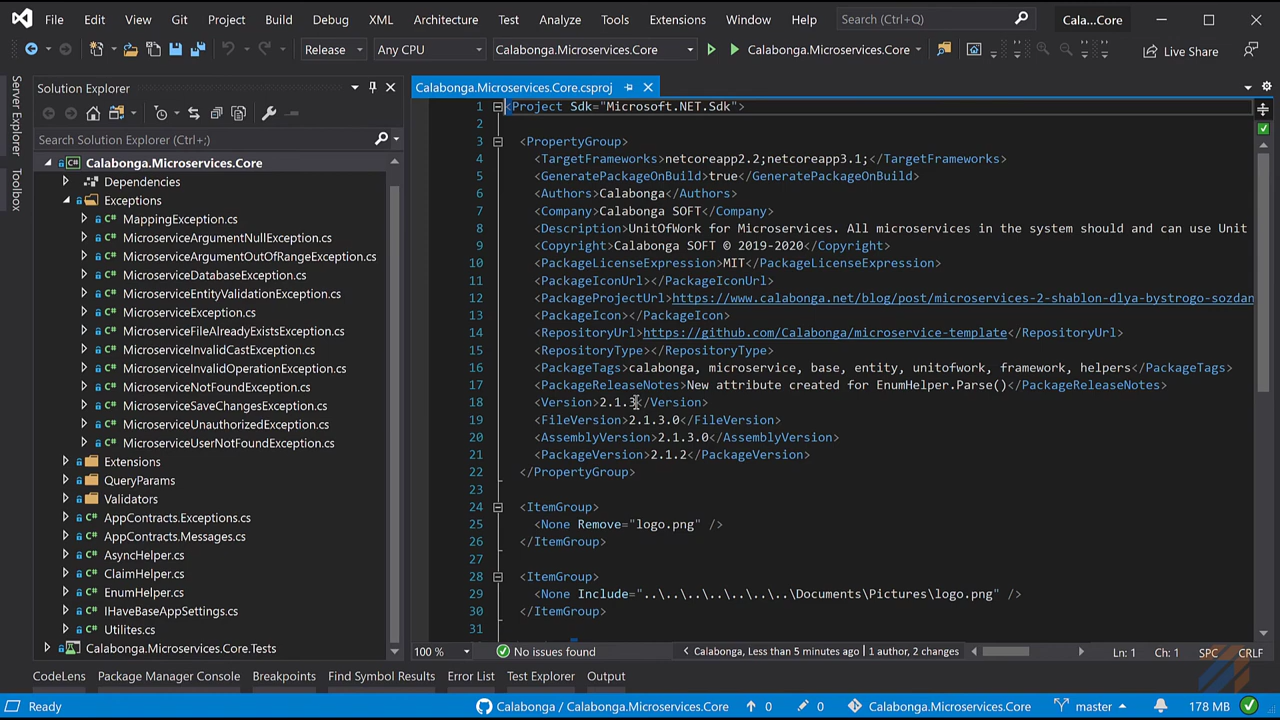 File Edit View Git Project Build Debug XML Architecture Test Analyze Tools Extensions Window Help Search (Ctrl+Q) Cala...Core
Release Any CPU Calabonga.Microservices.Core Calabonga.Microservices.Core Live Share
Server Explorer
Toolbox
Solution Explorer
Search Solution Explorer (Ctrl+;)
Calabonga.Microservices.Core
Dependencies
Exceptions
C# MappingException.cs
C# MicroserviceArgumentNullException.cs
C# MicroserviceArgumentOutOfRangeException.cs
C# MicroserviceDatabaseException.cs
C# MicroserviceEntityValidationException.cs
C# MicroserviceException.cs
C# MicroserviceFileAlreadyExistsException.cs
C# MicroserviceInvalidCastException.cs
C# MicroserviceInvalidOperationException.cs
C# MicroserviceNotFoundException.cs
C# MicroserviceSaveChangesException.cs
C# MicroserviceUnauthorizedException.cs
C# MicroserviceUserNotFoundException.cs
Extensions
QueryParams
Validators
C# AppContracts.Exceptions.cs
C# AppContracts.Messages.cs
C# AsyncHelper.cs
C# ClaimHelper.cs
C# EnumHelper.cs
C# IHaveBaseAppSettings.cs
C# Utilites.cs
Calabonga.Microservices.Core.Tests
Calabonga.Microservices.Core.csproj
1 <Project Sdk="Microsoft.NET.Sdk">
2
3 <PropertyGroup>
4 <TargetFrameworks>netcoreapp2.2;netcoreapp3.1;</TargetFrameworks>
5 <GeneratePackageOnBuild>true</GeneratePackageOnBuild>
6 <Authors>Calabonga</Authors>
7 <Company>Calabonga SOFT</Company>
8 <Description>UnitOfWork for Microservices. All microservices in the system should and can use Unit
9 <Copyright>Calabonga SOFT © 2019-2020</Copyright>
10 <PackageLicenseExpression>MIT</PackageLicenseExpression>
11 <PackageIconUrl></PackageIconUrl>
12 <PackageProjectUrl>https://www.calabonga.net/blog/post/microservices-2-shablon-dlya-bystrogo-sozdan
13 <PackageIcon></PackageIcon>
14 <RepositoryUrl>https://github.com/Calabonga/microservice-template</RepositoryUrl>
15 <RepositoryType></RepositoryType>
16 <PackageTags>calabonga, microservice, base, entity, unitofwork, framework, helpers</PackageTags>
17 <PackageReleaseNotes>New attribute created for EnumHelper.Parse()</PackageReleaseNotes>
18 <Version>2.1.3</Version>
19 <FileVersion>2.1.3.0</FileVersion>
20 <AssemblyVersion>2.1.3.0</AssemblyVersion>
21 <PackageVersion>2.1.2</PackageVersion>
22 </PropertyGroup>
23
24 <ItemGroup>
25 <None Remove="logo.png" />
26 </ItemGroup>
27
28 <ItemGroup>
29 <None Include="..\..\..\..\..\..\..\Documents\Pictures\logo.png" />
30 </ItemGroup>
31
100 % No issues found Calabonga, Less than 5 minutes ago | 1 author, 2 changes Ln: 1 Ch: 1 SPC CRLF
CodeLens Package Manager Console Breakpoints Find Symbol Results Error List Test Explorer Output
Ready Calabonga / Calabonga.Microservices.Core 0 0 Calabonga.Microservices.Core master 178 MB